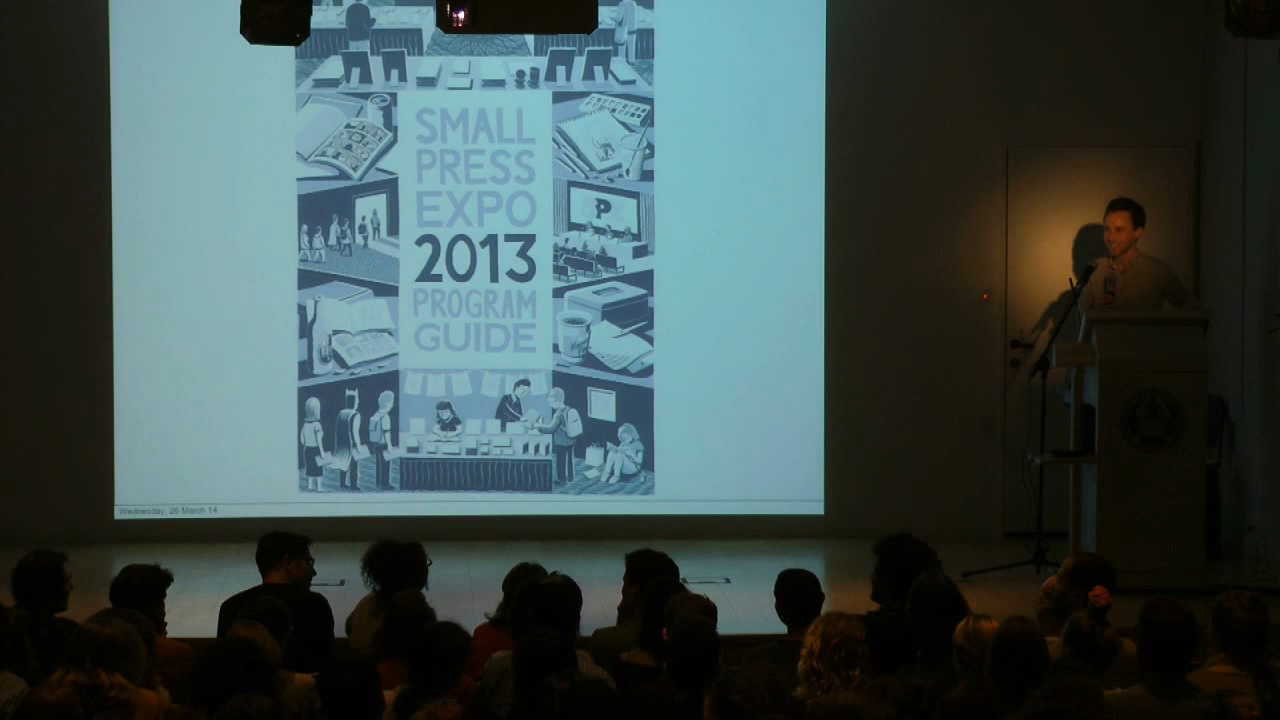 SMALL
PRESS
EXPO
2013
PROGRAM
GUIDE
P
Wednesday, 26 March 14